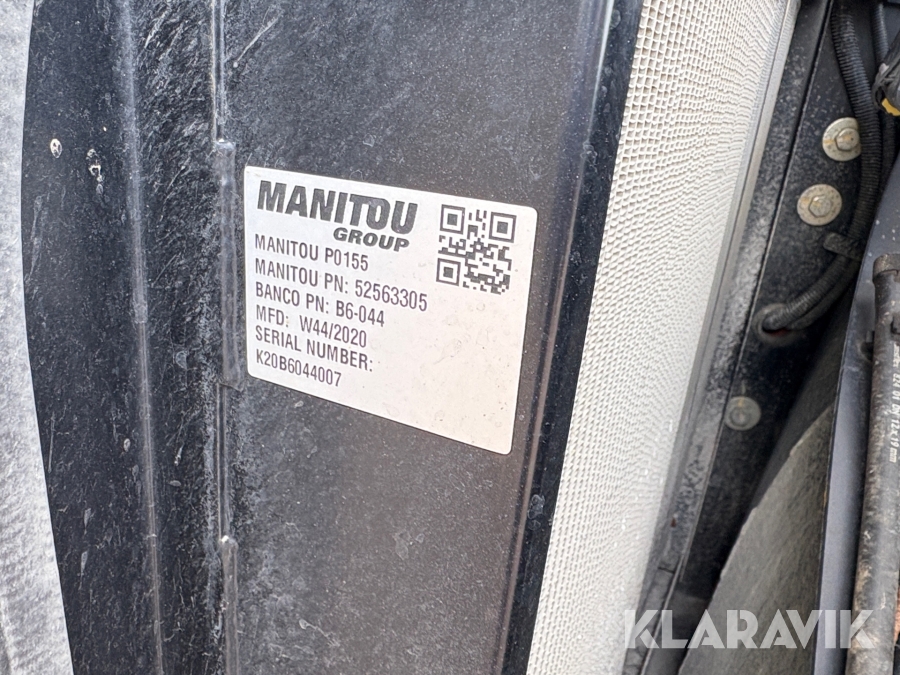 MANITOU
GROUP
MANITOU P0155
MANITOU PN: 52563305
BANCO PN: B6-044
MFD: W44/2020
SERIAL NUMBER:
K20B6044007
KLARAVIK